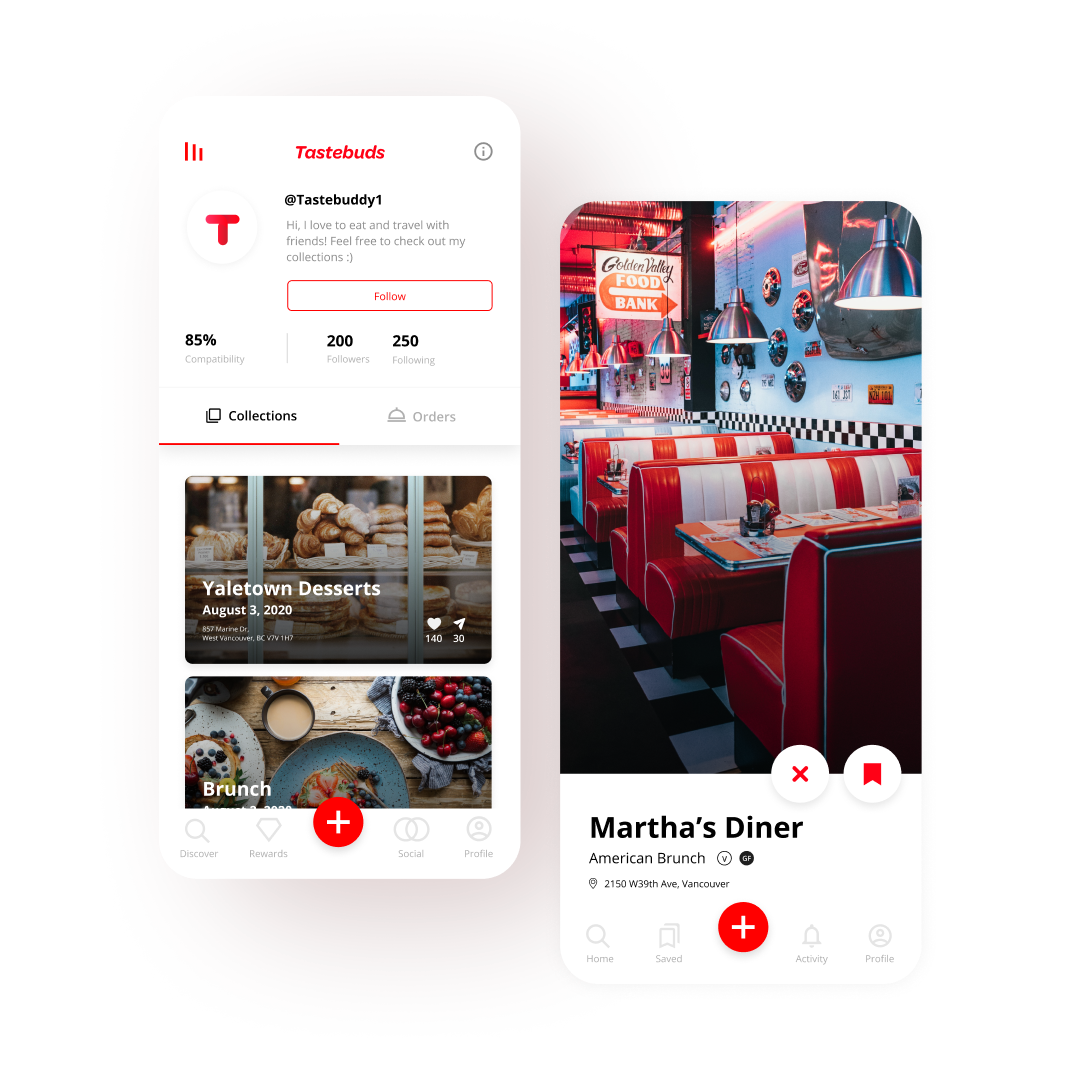 Tastebuds
T
@Tastebuddy1
Hi, I love to eat and travel with
friends! Feel free to check out my
collections :)
Follow
85%
Compatibility
200
Followers
250
Following
Collections
Orders
Yaletown Desserts
August 3, 2020
857 Marine Dr,
West Vancouver, BC V7V 1H7
140
30
Brunch
Discover
Rewards
Social
Profile
Golden Valley
FOOD
BANK
Martha’s Diner
American Brunch
V
GF
2150 W39th Ave, Vancouver
Home
Saved
Activity
Profile